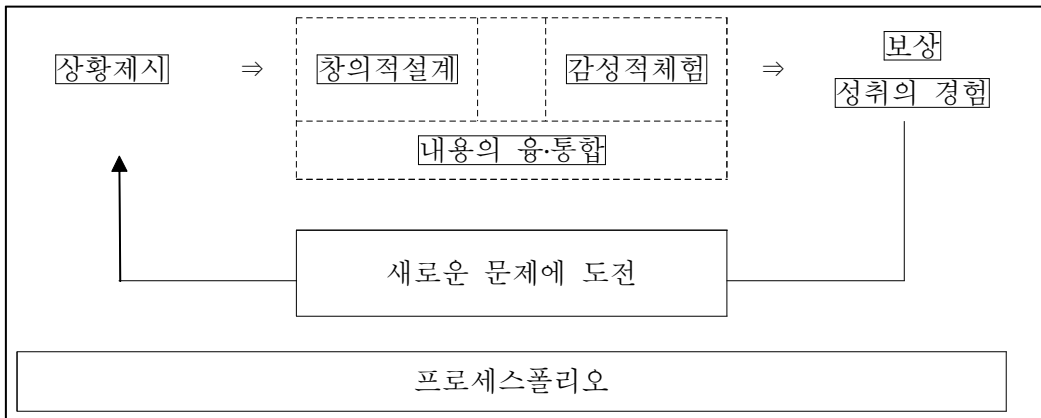 상황제시 ⇒ 창의적설계 감성적체험 ⇒ 보상
성취의 경험
내용의 융·통합
새로운 문제에 도전
프로세스폴리오